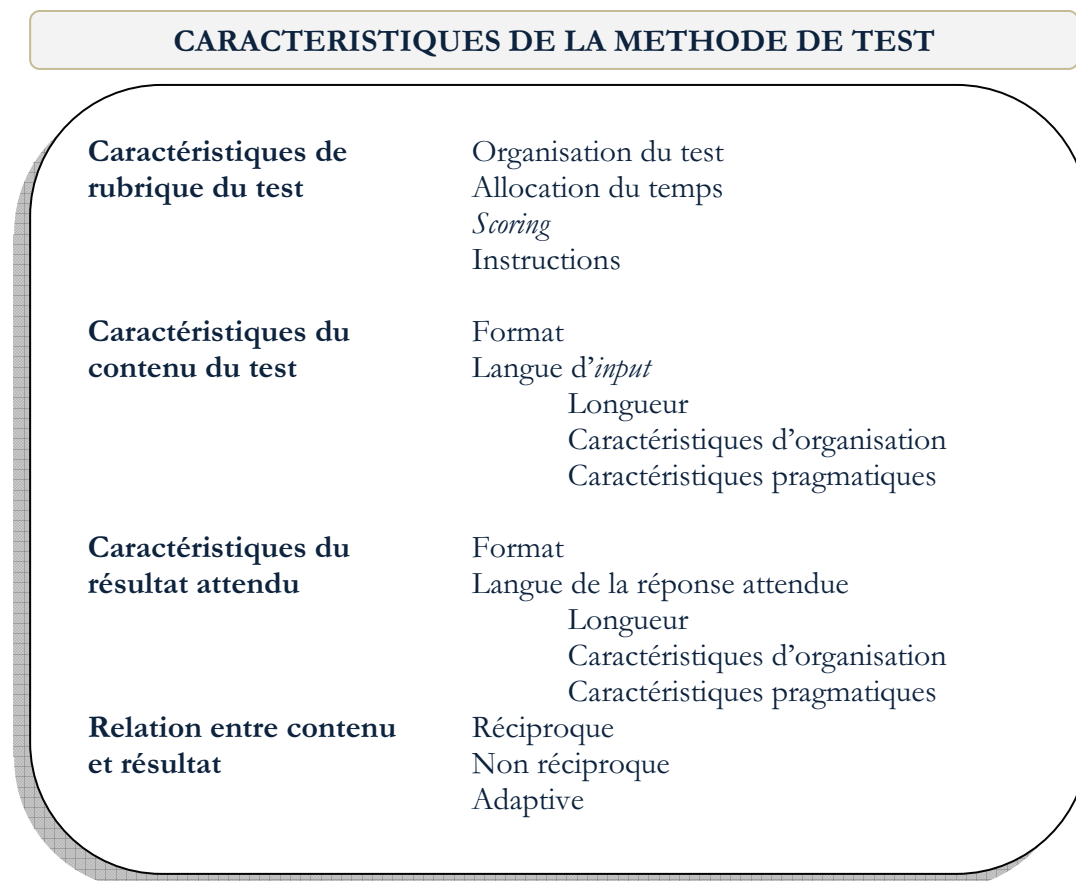 CARACTERISTIQUES DE LA METHODE DE TEST
Caractéristiques de Organisation du test
rubrique du test Allocation du temps
Scoring
Instructions
Caractéristiques du Format
contenu du test Langue d’input
Longueur
Caractéristiques d’organisation
Caractéristiques pragmatiques
Caractéristiques du Format
résultat attendu Langue de la réponse attendue
Longueur
Caractéristiques d’organisation
Caractéristiques pragmatiques
Relation entre contenu Réciproque
et résultat Non réciproque
Adaptive